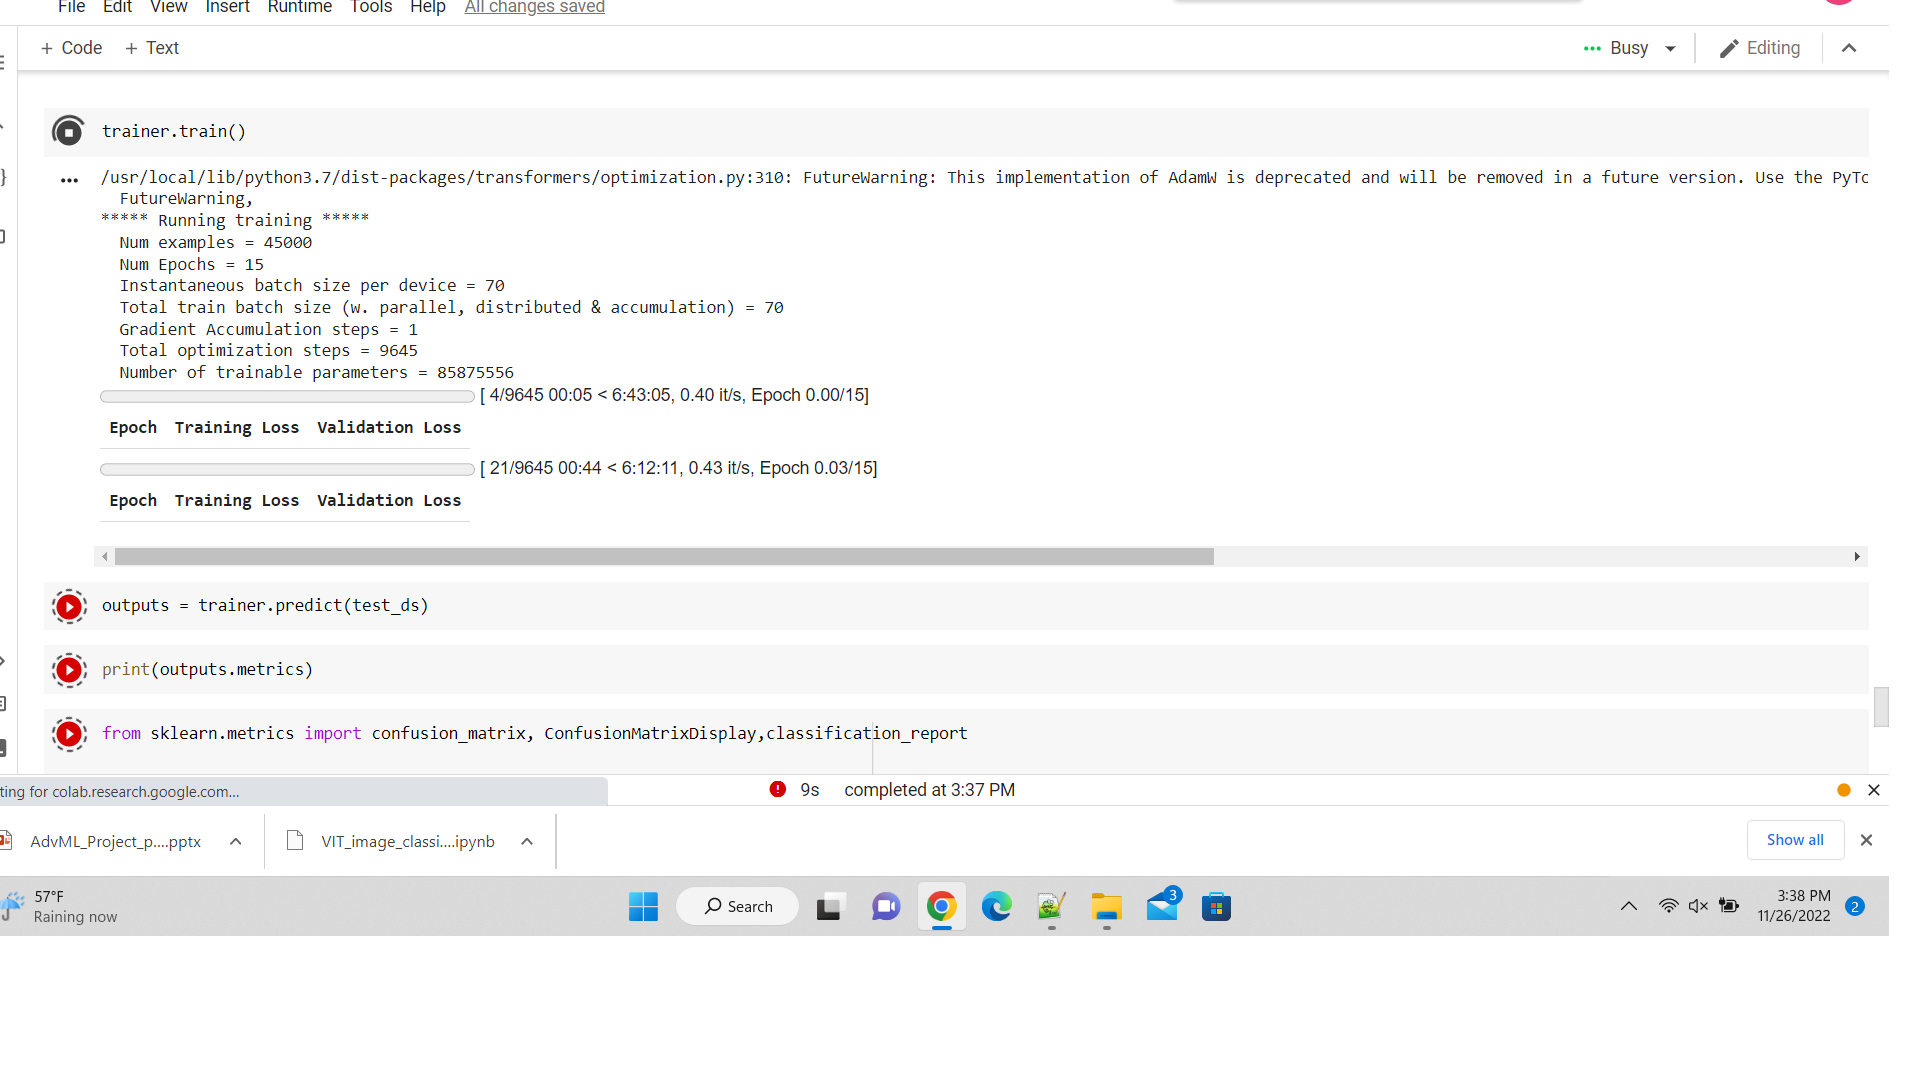 File Edit View Insert Runtime Tools Help All changes saved
+ Code + Text
Busy
Editing
trainer.train()
/usr/local/lib/python3.7/dist-packages/transformers/optimization.py:310: FutureWarning: This implementation of AdamW is deprecated and will be removed in a future version. Use the PyTo
FutureWarning,
***** Running training *****
Num examples = 45000
Num Epochs = 15
Instantaneous batch size per device = 70
Total train batch size (w. parallel, distributed & accumulation) = 70
Gradient Accumulation steps = 1
Total optimization steps = 9645
Number of trainable parameters = 85875556
[ 4/9645 00:05 < 6:43:05, 0.40 it/s, Epoch 0.00/15]
Epoch Training Loss Validation Loss
[ 21/9645 00:44 < 6:12:11, 0.43 it/s, Epoch 0.03/15]
Epoch Training Loss Validation Loss
outputs = trainer.predict(test_ds)
print(outputs.metrics)
from sklearn.metrics import confusion_matrix, ConfusionMatrixDisplay,classification_report
ting for colab.research.google.com...
9s completed at 3:37 PM
AdvML_Project_p....pptx
VIT_image_classi....ipynb
Show all
57°F
Raining now
Search
3
3:38 PM
11/26/2022
2